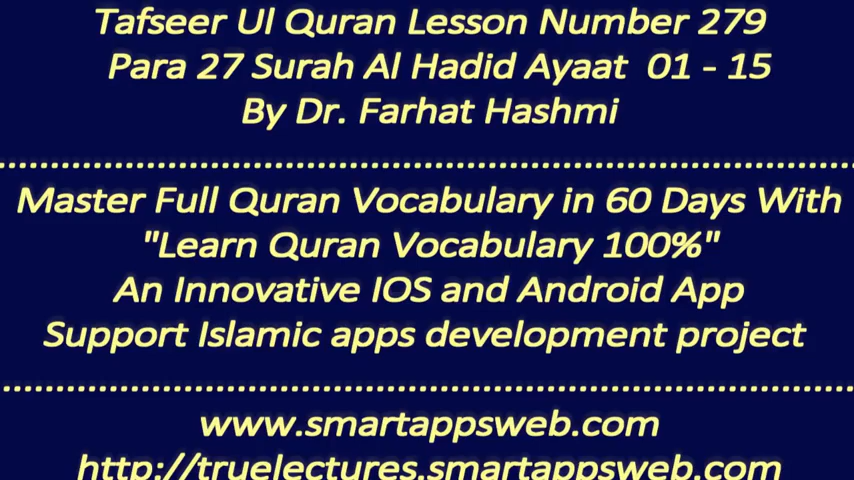 Tafseer Ul Quran Lesson Number 279
Para 27 Surah Al Hadid Ayaat 01 - 15
By Dr. Farhat Hashmi
Master Full Quran Vocabulary in 60 Days With
"Learn Quran Vocabulary 100%"
An Innovative IOS and Android App
Support Islamic apps development project
www.smartappsweb.com
http://truelectures.smartappsweb.com